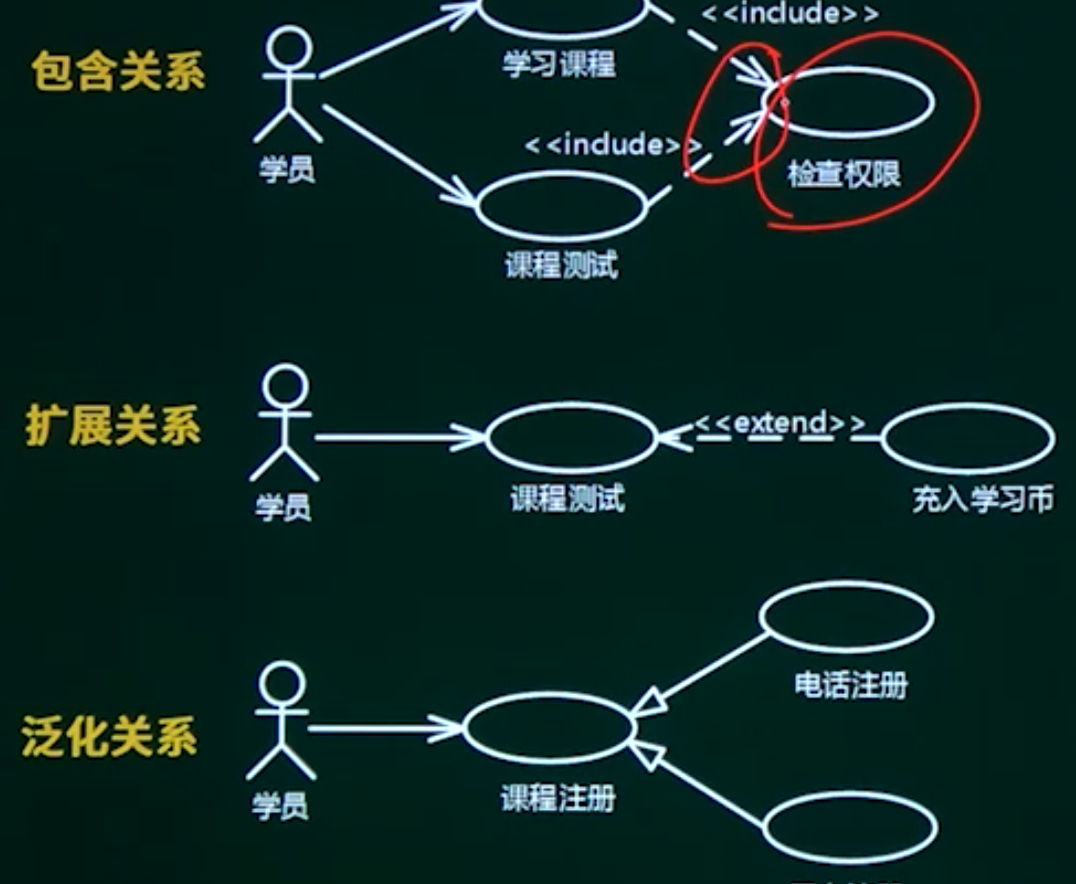 <<include>>
包含关系
学习课程
<<include>>
学员
检查权限
课程测试
扩展关系
<<extend>>
学员
课程测试
充入学习币
电话注册
泛化关系
学员
课程注册